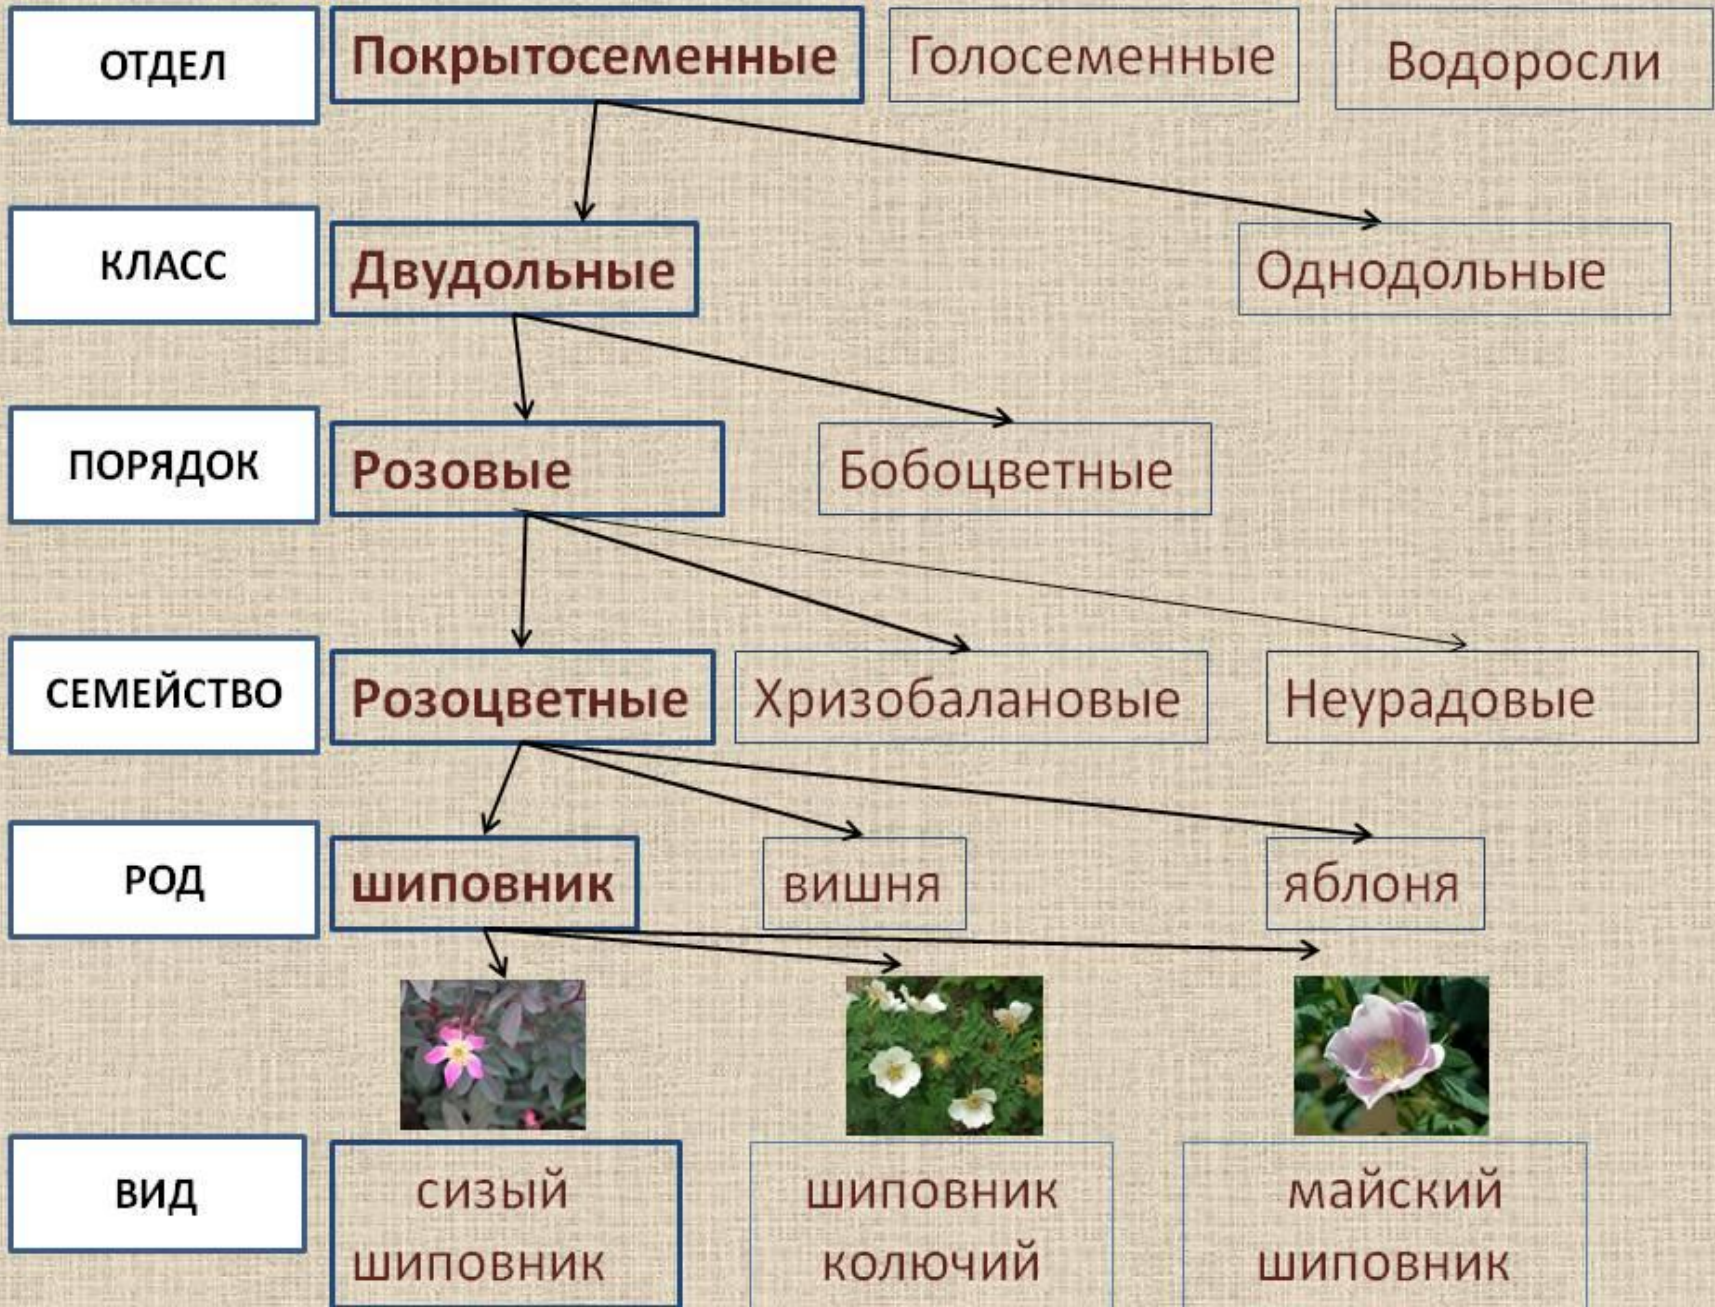 ОТДЕЛ
Покрытосеменные
Голосеменные
Водоросли
КЛАСС
Двудольные
Однодольные
ПОРЯДОК
Розовые
Бобоцветные
СЕМЕЙСТВО
Розоцветные
Хризобалановые
Неурадовые
РОД
шиповник
вишня
яблоня
ВИД
сизый
шиповник
шиповник
колючий
майский
шиповник